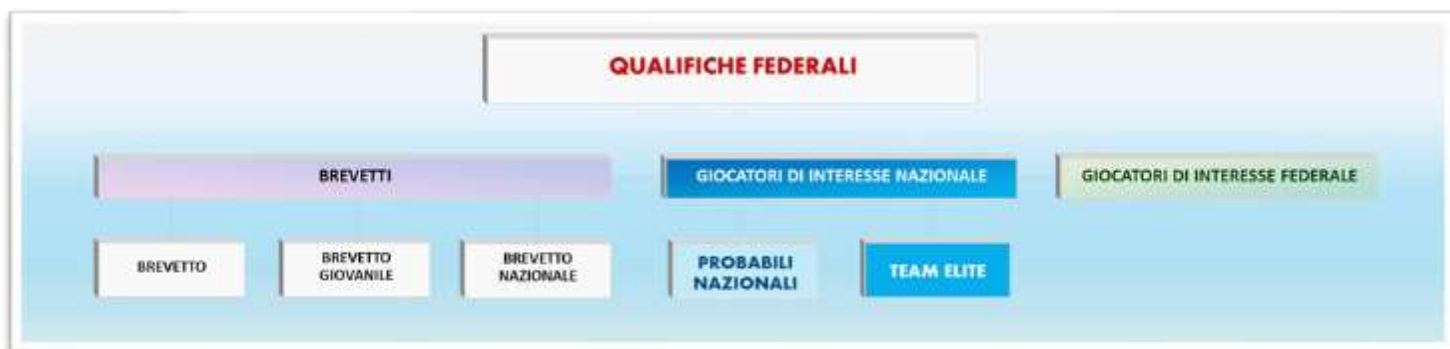 QUALIFICHE FEDERALI
BREVETTI
GIOCATORI DI INTERESSE NAZIONALE
GIOCATORI DI INTERESSE FEDERALE
BREVETTO
BREVETTO
GIOVANILE
BREVETTO
NAZIONALE
PROBABILI
NAZIONALI
TEAM ELITE